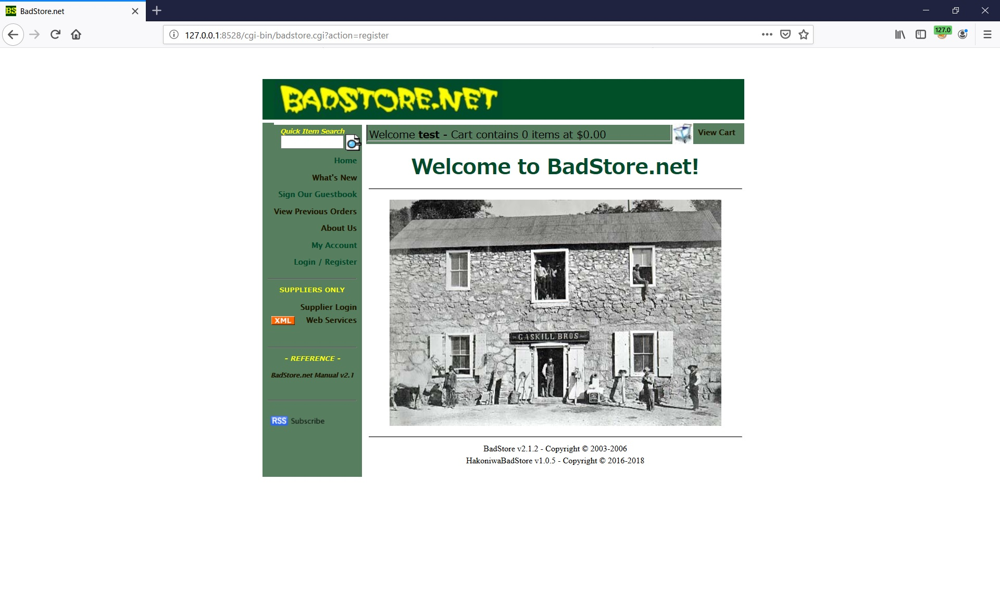 BS BadStore.net
127.0.0.1:8528/cgi-bin/badstore.cgi?action=register
127.0
BADSTORE.NET
Quick Item Search
Welcome test - Cart contains 0 items at $0.00
View Cart
Home
What's New
Sign Our Guestbook
View Previous Orders
About Us
My Account
Login / Register
SUPPLIERS ONLY
Supplier Login
XML Web Services
- REFERENCE -
BadStore.net Manual v2.1
RSS Subscribe
Welcome to BadStore.net!
GASKILL BROS
BadStore v2.1.2 - Copyright © 2003-2006
HakoniwaBadStore v1.0.5 - Copyright © 2016-2018